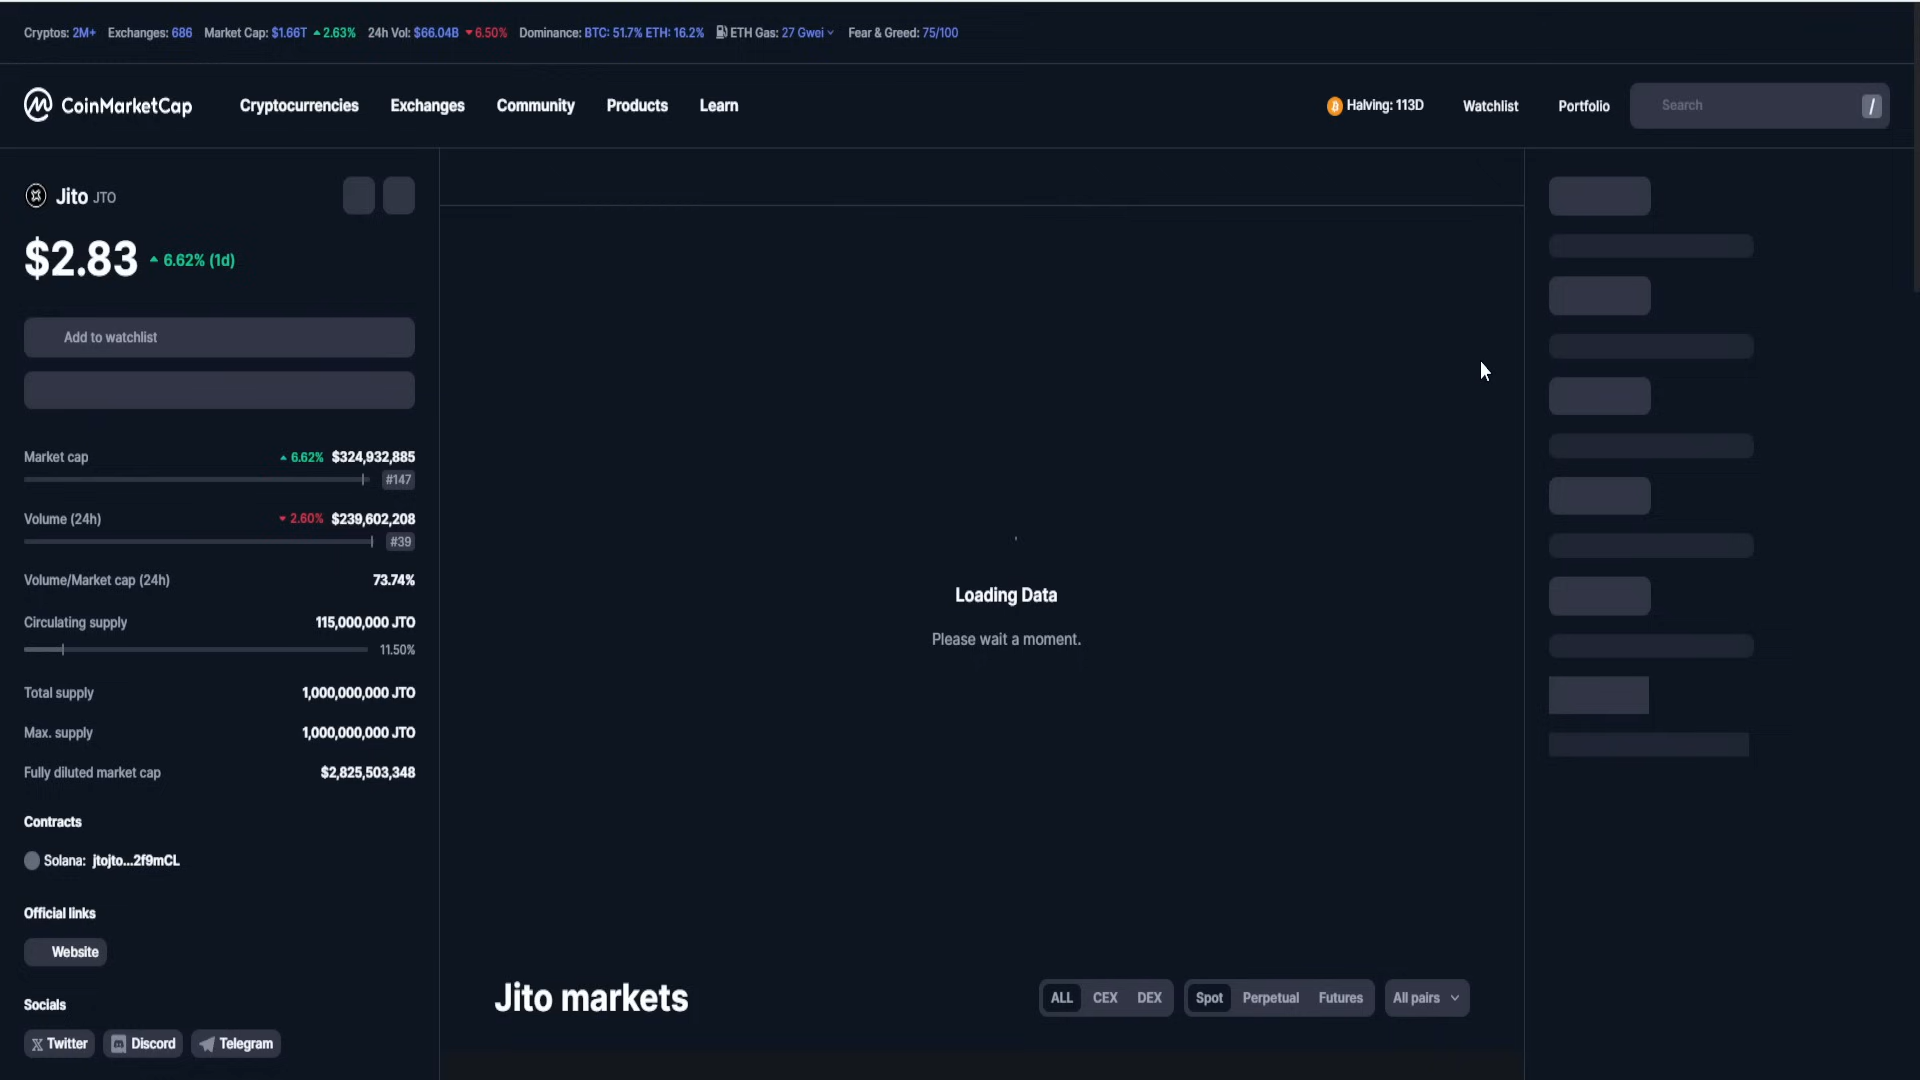 Cryptos: 2M+ Exchanges: 686 Market Cap: $1.66T 2.63% 24h Vol: $66.04B 6.50% Dominance: BTC: 51.7% ETH: 16.2% ETH Gas: 27 Gwei Fear & Greed: 75/100
CoinMarketCap Cryptocurrencies Exchanges Community Products Learn Halving: 113D Watchlist Portfolio Search /
Jito JTO
$2.83 6.62% (1d)
Add to watchlist
Market cap 6.62% $324,932,885
#147
Volume (24h) 2.60% $239,602,208
#39
Volume/Market cap (24h) 73.74%
Circulating supply 115,000,000 JTO
11.50%
Total supply 1,000,000,000 JTO
Max. supply 1,000,000,000 JTO
Fully diluted market cap $2,825,503,348
Contracts
Solana: jtojto...2f9mCL
Official links
Website
Socials
Twitter Discord Telegram
Loading Data
Please wait a moment.
Jito markets ALL CEX DEX Spot Perpetual Futures All pairs